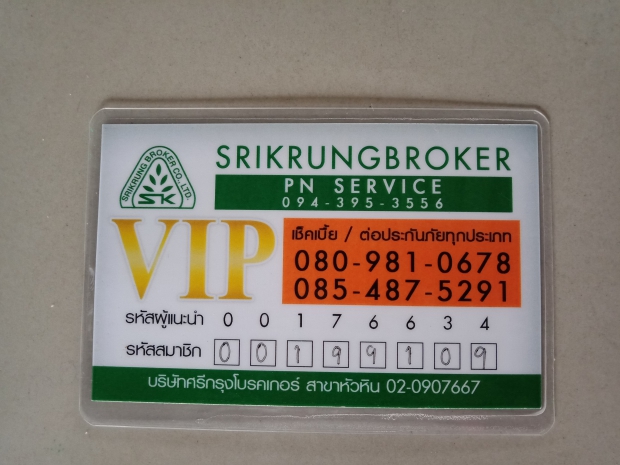 SRIKRUNG BROKER CO., LTD.
SK
SRIKRUNGBROKER
PN SERVICE
094-395-3556
VIP
เช็คเบี้ย / ต่อประกันภัยทุกประเภท
080-981-0678
085-487-5291
รหัสผู้แนะนำ 0 0 1 7 6 6 3 4
รหัสสมาชิก 0 0 1 9 9 1 0 9
บริษัทศรีกรุงโบรคเกอร์ สาขาหัวหิน 02-0907667